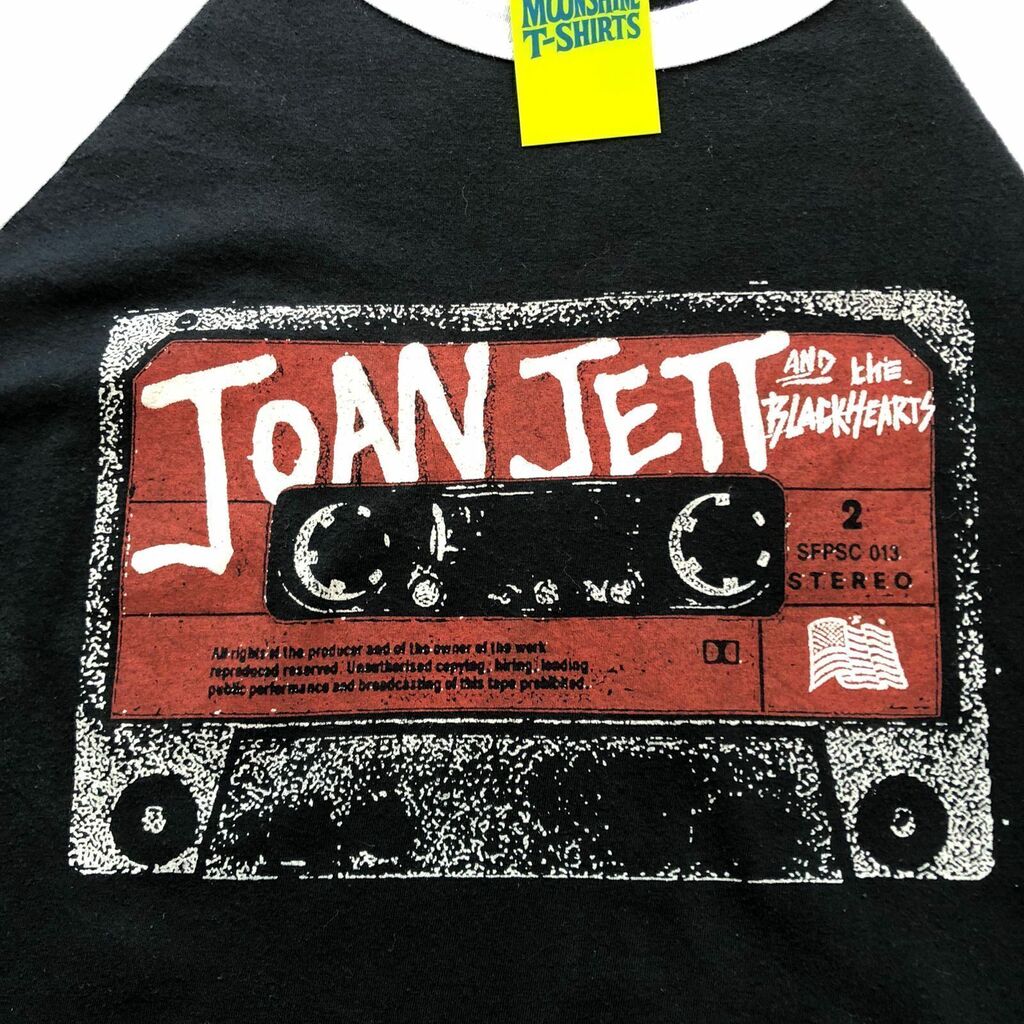 MOONSHINE
T-SHIRTS
JOAN JETT
AND the
BLACKHEARTS
2
SFPSC 013
STEREO
All rights of the producer and of the owner of the work
reproduced reserved. Unauthorised copying, hiring, lending
public performance and broadcasting of this tape prohibited.